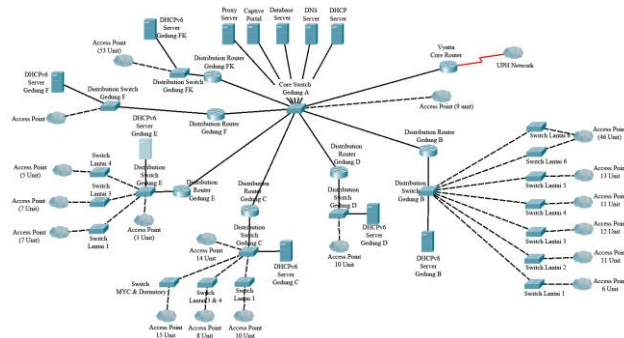 Proxy
Server
Captive
Portal
Database
Server
DNS
Server
DHCP
Server
DHCPv6
Server
Gedung FK
Access Point
(53 Unit)
Distribution Router
Gedung FK
Distribution
Switch
Gedung FK
Vyatta
Core Router
UPH Network
DHCPv6
Server
Gedung F
Distribution Switch
Gedung F
Core Switch
Gedung A
Access Point (9 unit)
Access Point
Distribution Router
Gedung F
DHCPv6
Server
Gedung E
Distribution Router
Gedung B
Access Point
(5 Unit)
Switch
Lantai 4
Distribution
Switch
Gedung E
Distribution
Router
Gedung E
Access Point
(7 Unit)
Switch
Lantai 3
Access Point
(7 Unit)
Switch
Lantai 1
Access Point
(1 Unit)
Distribution
Router
Gedung C
Distribution
Switch
Gedung C
Access Point
14 Unit
DHCPv6
Server
Gedung C
Switch
MYC & Dormitory
Switch
Lantai 3 & 4
Switch
Lantai 1
Access Point
15 Unit
Access Point
8 Unit
Access Point
10 Unit
Distribution
Router
Gedung D
Distribution
Switch
Gedung D
DHCPv6
Server
Gedung D
Access Point
10 Unit
Distribution
Switch
Gedung B
DHCPv6
Server
Gedung B
Switch Lantai 6
Access Point
(46 Unit)
Switch Lantai 6
Access Point
13 Unit
Switch Lantai 5
Access Point
11 Unit
Switch Lantai 4
Access Point
12 Unit
Switch Lantai 3
Access Point
11 Unit
Switch Lantai 2
Access Point
6 Unit
Switch Lantai 1